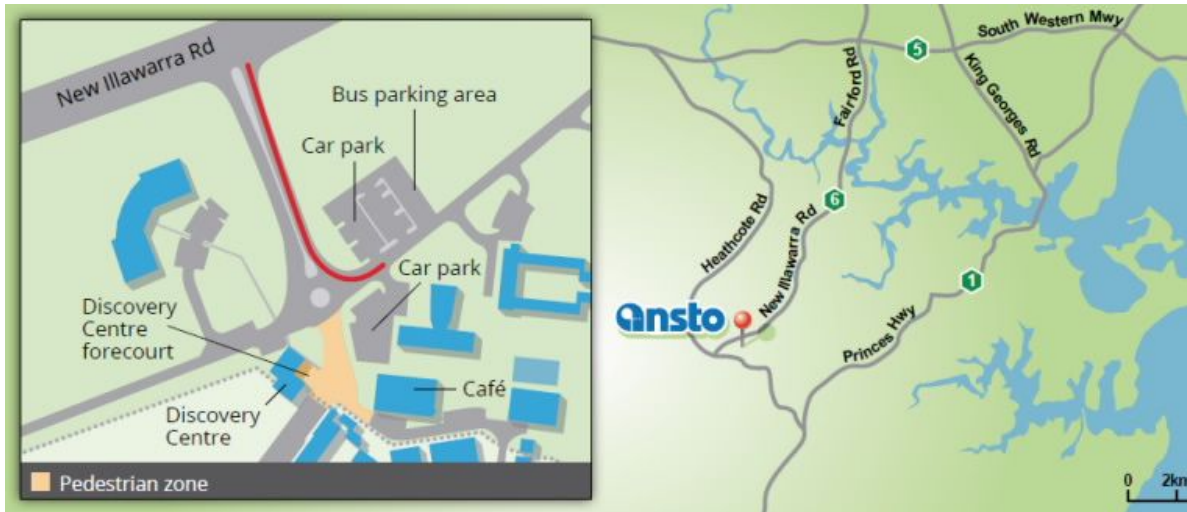 New Illawarra Rd
Bus parking area
Car park
Car park
Discovery
Centre
forecourt
Discovery
Centre
Café
Pedestrian zone
South Western Mwy
5
King Georges Rd
Fairford Rd
6
Heathcote Rd
New Illawarra Rd
ansto
1
Princes Hwy
0 2km